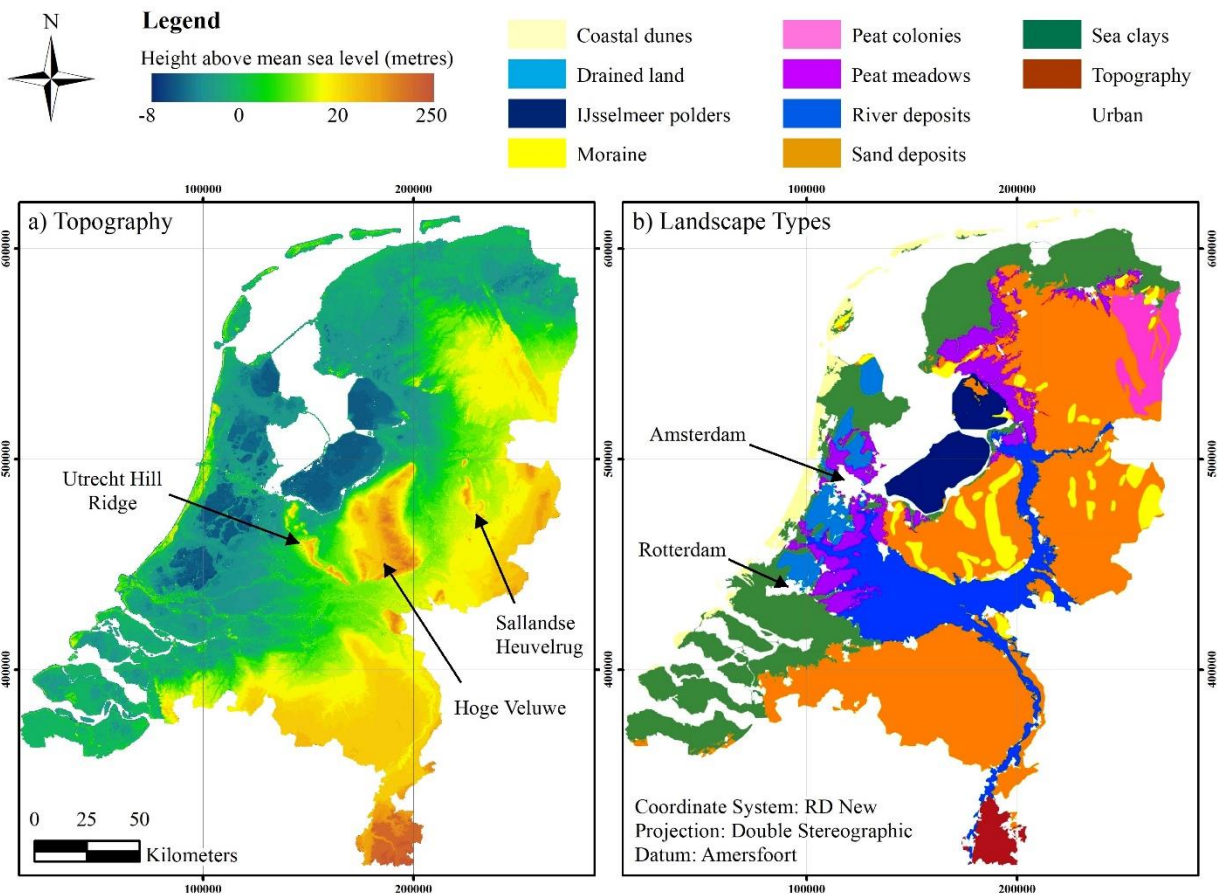 N
Legend
Height above mean sea level (metres)
-8 0 20 250
Coastal dunes
Drained land
IJsselmeer polders
Moraine
Peat colonies
Peat meadows
River deposits
Sand deposits
Sea clays
Topography
Urban
100000 200000
a) Topography
600000
500000
400000
Utrecht Hill
Ridge
Sallandse
Heuvelrug
Hoge Veluwe
0 25 50
Kilometers
100000 200000
100000 200000
b) Landscape Types
600000
500000
400000
Amsterdam
Rotterdam
Coordinate System: RD New
Projection: Double Stereographic
Datum: Amersfoort
100000 200000